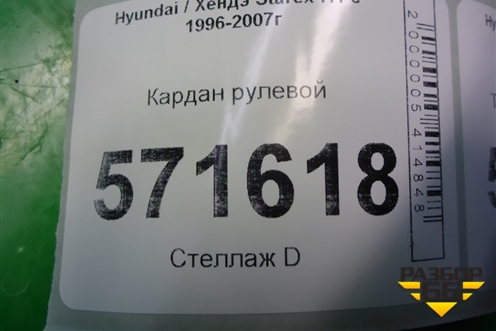 Hyundai / Хендэ Starex
1996-2007г
Кардан рулевой
571618
Стеллаж D
2000005414848
РАЗБОР
66